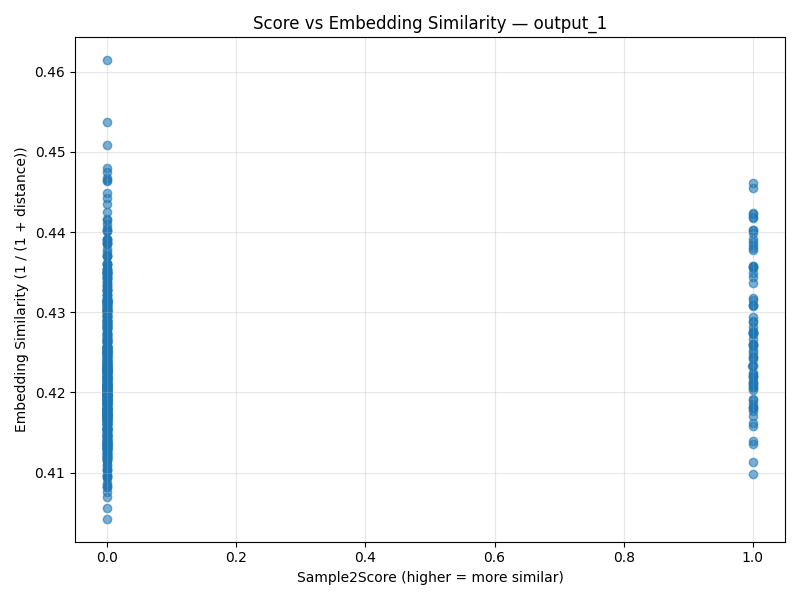 Score vs Embedding Similarity — output_1
Embedding Similarity (1 / (1 + distance))
0.46
0.45
0.44
0.43
0.42
0.41
0.0 0.2 0.4 0.6 0.8 1.0
Sample2Score (higher = more similar)